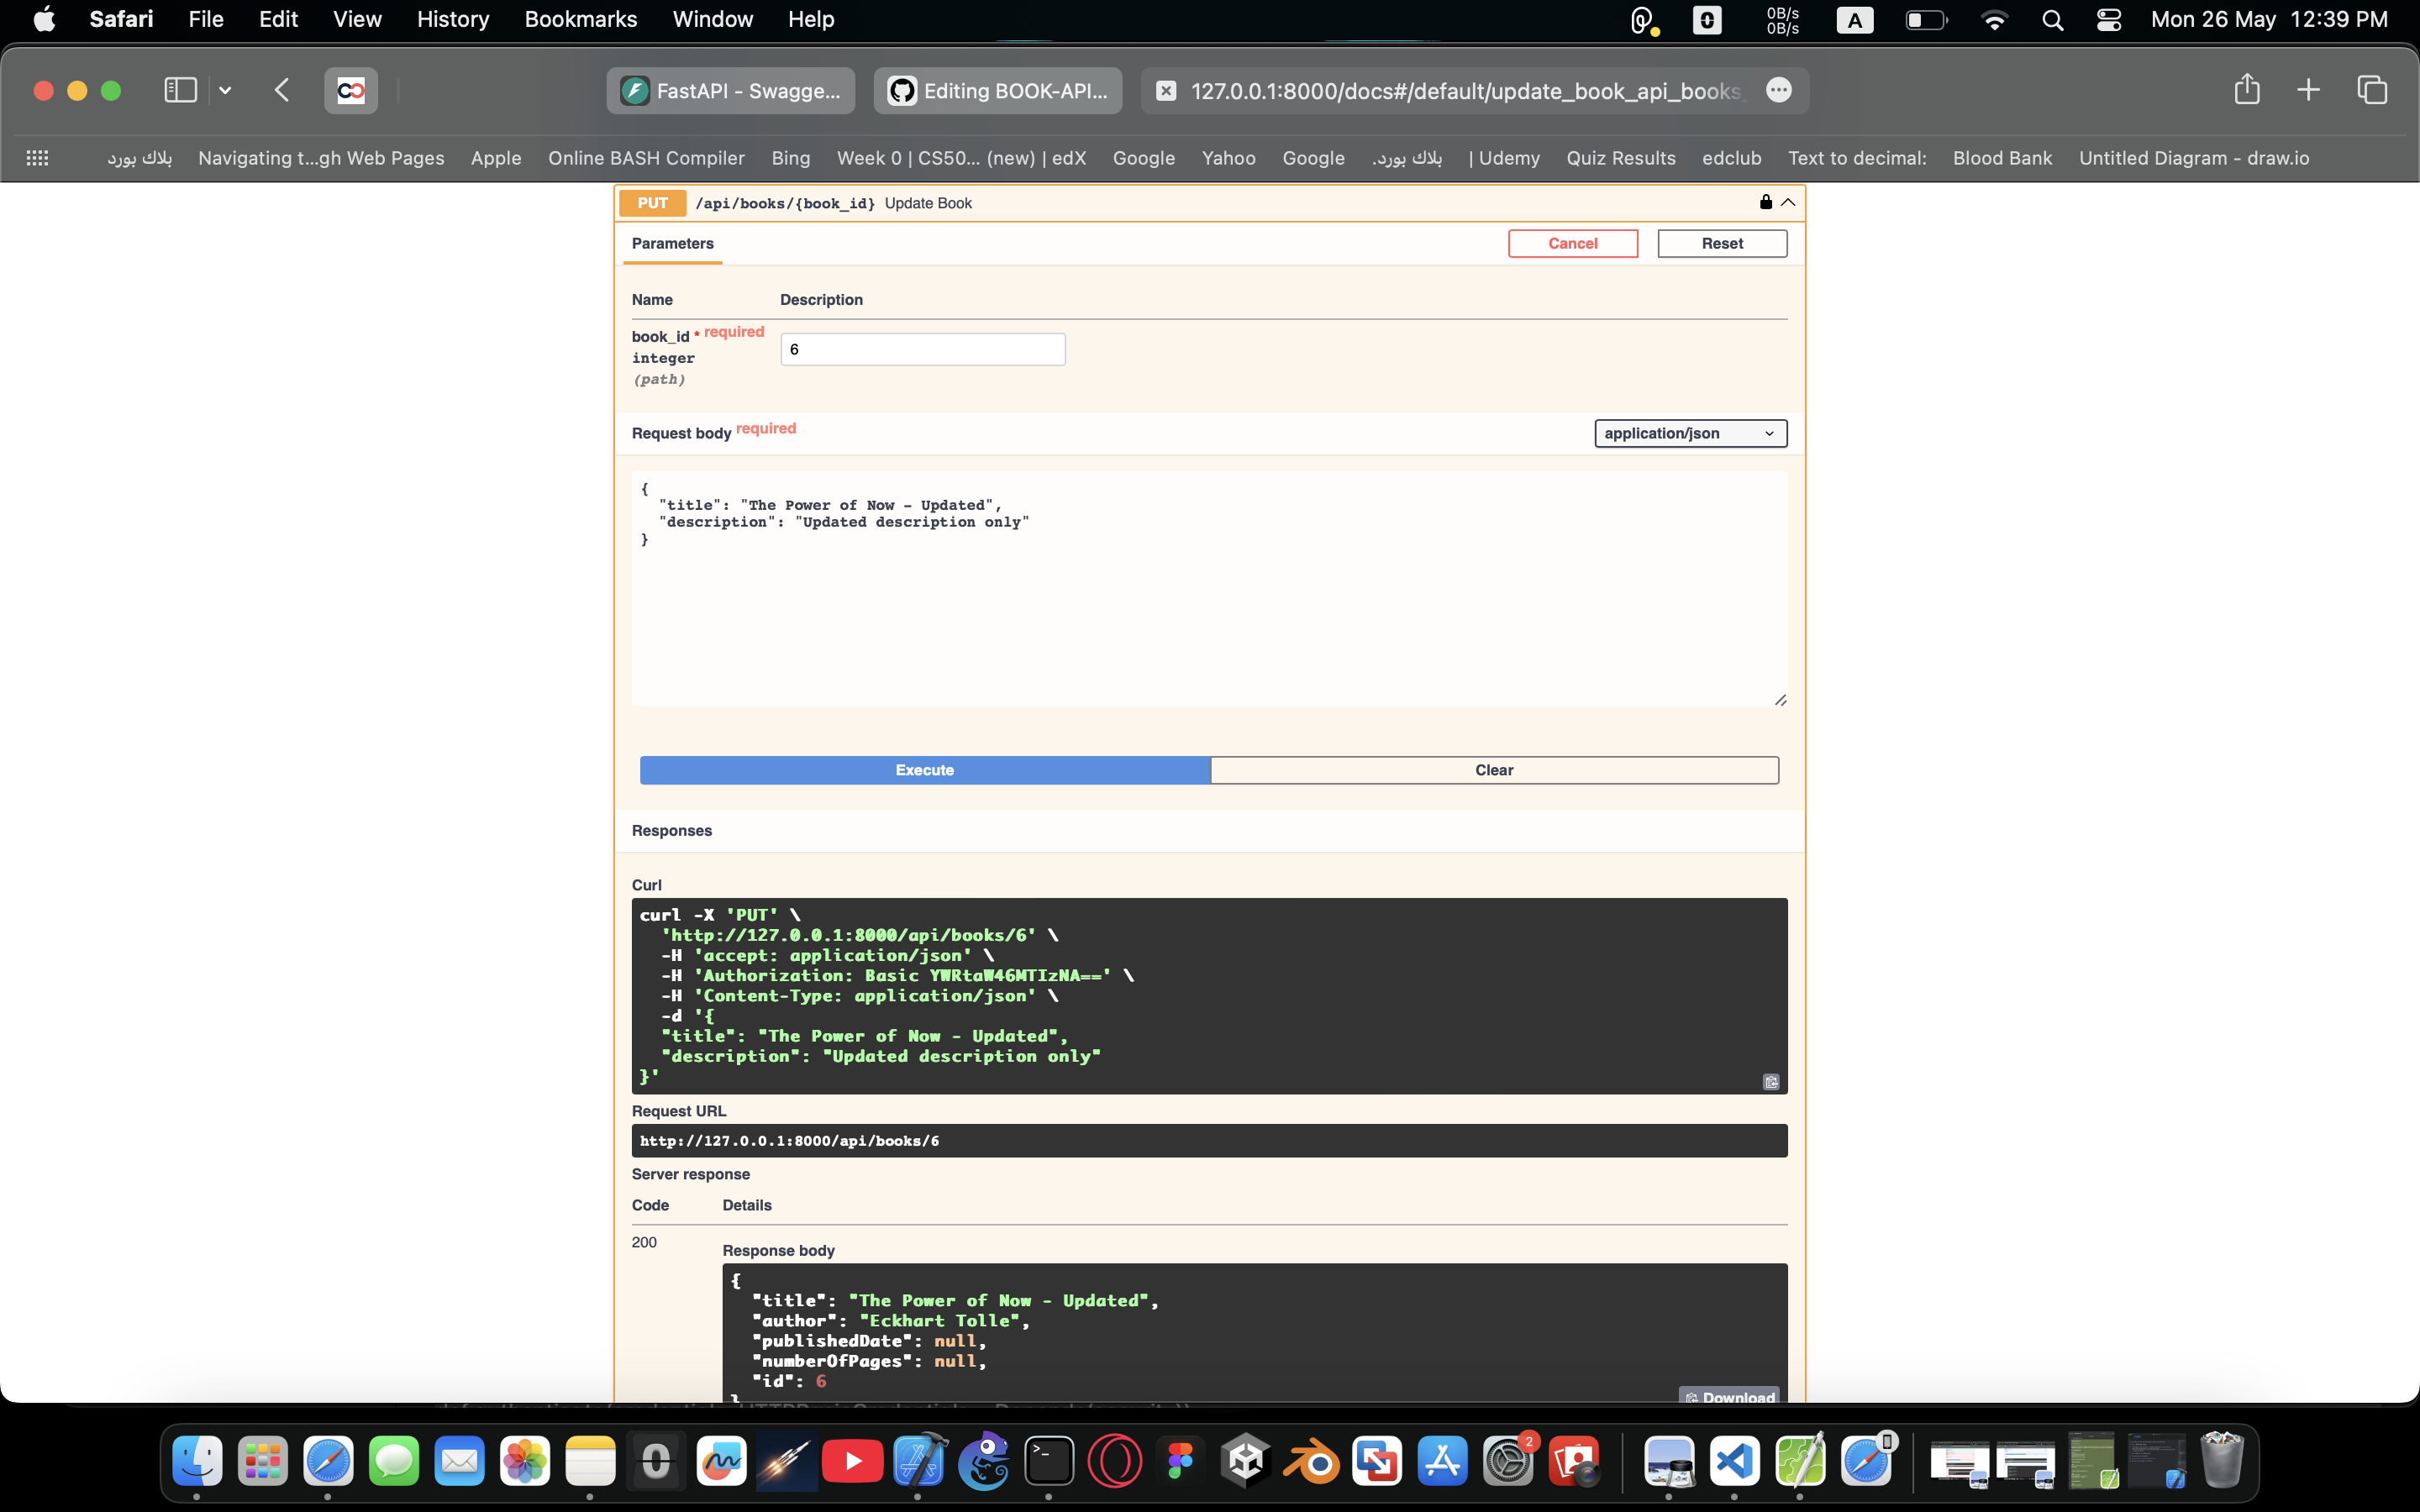 Safari File Edit View History Bookmarks Window Help
0B/s
0B/s
A
Mon 26 May 12:39 PM
FastAPI - Swagge...
Editing BOOK-API...
127.0.0.1:8000/docs#/default/update_book_api_books_
بلاك بورد Navigating t...gh Web Pages Apple Online BASH Compiler Bing Week 0 | CS50... (new) | edX Google Yahoo Google بلاك بورد. | Udemy Quiz Results edclub Text to decimal: Blood Bank Untitled Diagram - draw.io
PUT /api/books/{book_id} Update Book
Parameters
Cancel
Reset
Name Description
book_id * required
integer
(path)
6
Request body required
application/json
{
"title": "The Power of Now - Updated",
"description": "Updated description only"
}
Execute
Clear
Responses
Curl
curl -X 'PUT' \
'http://127.0.0.1:8000/api/books/6' \
-H 'accept: application/json' \
-H 'Authorization: Basic YWRtaW46MTIzNA==' \
-H 'Content-Type: application/json' \
-d '{
"title": "The Power of Now - Updated",
"description": "Updated description only"
}'
Request URL
http://127.0.0.1:8000/api/books/6
Server response
Code Details
200
Response body
{
"title": "The Power of Now - Updated",
"author": "Eckhart Tolle",
"publishedDate": null,
"numberOfPages": null,
"id": 6
}
Download
2